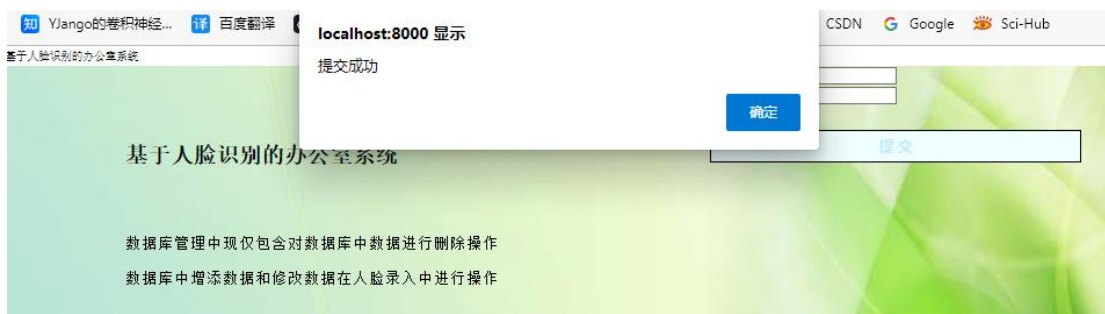 知 YJango的卷积神经... 译 百度翻译 CSDN G Google Sci-Hub
localhost:8000 显示
提交成功
确定
基于人脸识别的办公室系统
基于人脸识别的办公室系统
提交
数据库管理中现仅包含对数据库中数据进行删除操作
数据库中增添数据和修改数据在人脸录入中进行操作